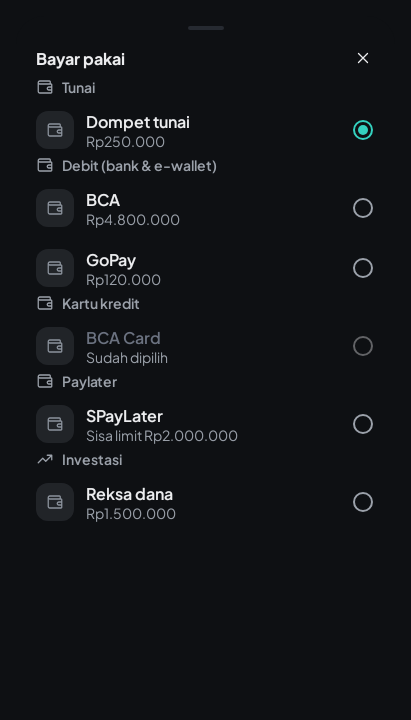 Bayar pakai
Tunai
Dompet tunai
Rp250.000
Debit (bank & e-wallet)
BCA
Rp4.800.000
GoPay
Rp120.000
Kartu kredit
BCA Card
Sudah dipilih
Paylater
SPayLater
Sisa limit Rp2.000.000
Investasi
Reksa dana
Rp1.500.000